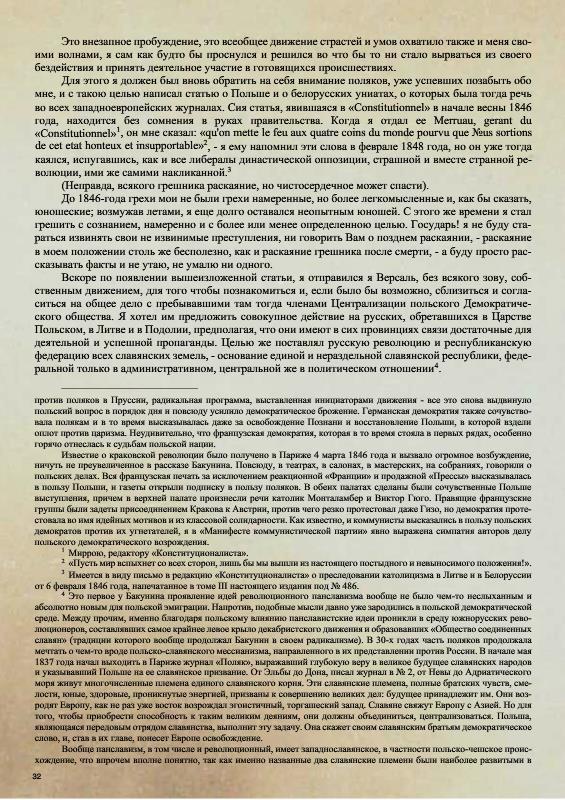 Это внезапное пробуждение, это всеобщее движение страстей и умов охватило также и меня сво-
ими волнами, я сам как будто бы проснулся и решился во что бы то ни стало вырваться из своего
бездействия и принять деятельное участие в готовящихся происшествиях.
Для этого я должен был вновь обратить на себя внимание поляков, уже успевших позабыть обо
мне, и с такою целью написал статью о Польше и о белорусских униатах, о которых была тогда речь
во всех западноевропейских журналах. Сия статья, явившаяся в «Constitutionnel» в начале весны 1846
года, находится без сомнения в руках правительства. Когда я отдал ее Merruau, gerant du
«Constitutionnel»1, он мне сказал: «qu'on mette le feu aux quatre coins du monde pourvu que №us sortions
de cet etat honteux et insupportable»2, - я ему напомнил эти слова в феврале 1848 года, но он уже тогда
каялся, испугавшись, как и все либералы династической оппозиции, страшной и вместе странной ре-
волюции, ими же самими накликанной.3
(Неправда, всякого грешника раскаяние, но чистосердечное может спасти).
До 1846-года грехи мои не были грехи намеренные, но более легкомысленные и, как бы сказать,
юношеские; возмужав летами, я еще долго оставался неопытным юношей. С этого же времени я стал
грешить с сознанием, намеренно и с более или менее определенною целью. Государь! я не буду ста-
раться извинять свои не извинимые преступления, ни говорить Вам о позднем раскаянии, - раскаяние
в моем положении столь же бесполезно, как и раскаяние грешника после смерти, - а буду просто рас-
сказывать факты и не утаю, не умалю ни одного.
Вскоре по появлении вышеизложенной статьи, я отправился я Версаль, без всякого зову, соб-
ственным движением, для того чтобы познакомиться и, если было бы возможно, сблизиться и согла-
ситься на общее дело с пребывавшими там тогда членами Централизации польского Демократиче-
ского общества. Я хотел им предложить совокупное действие на русских, обретавшихся в Царстве
Польском, в Литве и в Подолии, предполагая, что они имеют в сих провинциях связи достаточные для
деятельной и успешной пропаганды. Целью же поставлял русскую революцию и республиканскую
федерацию всех славянских земель, - основание единой и нераздельной славянской республики, феде-
ральной только в административном, центральной же в политическом отношении4.
против поляков в Пруссии, радикальная программа, выставленная инициаторами движения - все это снова выдвинуло
польский вопрос в порядок дня и повсюду усилило демократическое брожение. Германская демократия также сочувство-
вала полякам и в то время высказывалась даже за освобождение Познани и восстановление Польши, в которой вздели
оплот против царизма. Неудивительно, что французская демократия, которая в то время стояла в первых рядах, особенно
горячо отнеслась к судьбам польской нации.
Известие о краковской революции было получено в Париже 4 марта 1846 года и вызвало огромное возбуждение,
ничуть не преувеличенное в рассказе Бакунина. Повсюду, в театрах, в салонах, в мастерских, на собраниях, говорили о
польских делах. Вся французская печать за исключением реакционной «Франции» и продажной «Прессы» высказывалась
в пользу Польши, и газеты открыли подписку в пользу поляков. В обеих палатах сделаны были сочувственные Польше
выступления, причем в верхней палате произнесли речи католик Монталамбер и Виктор Гюго. Правящие французские
группы были задеты присоединением Кракова к Австрии, против чего резко протестовал даже Гизо, но демократия проте-
стовала во имя идейных мотивов и из классовой солидарности. Как известно, и коммунисты высказались в пользу польских
демократов против их угнетателей, я в «Манифесте коммунистической партии» явно выражена симпатия авторов делу
польского демократического возрождения.
1 Миррою, редактору «Конституционалиста».
2 «Пусть мир вспыхнет со всех сторон, лишь бы мы вышли из настоящего постыдного и невыносимого положения!».
3 Имеется в виду письмо в редакцию «Конституционалиста» о преследовании католицизма в Литве и в Белоруссии
от 6 февраля 1846 года, напечатанное в томе III настоящего издания под № 486.
4 Это первое у Бакунина проявление идей революционного панславизма вообще не было чем-то неслыханным и
абсолютно новым для польской эмиграции. Напротив, подобные мысли давно уже зародились в польской демократической
среде. Между прочим, именно благодаря польскому влиянию панславистские идеи проникли в среду южнорусских рево-
люционеров, составлявших самое крайнее левое крыло декабристского движения и образовавших «Общество соединенных
славян» (традиции которого вообще продолжал Бакунин в своем радикализме). В 30-х годах часть поляков продолжала
мечтать о чем-то вроде польско-славянского мессианизма, направленного в их представлении против России. В начале мая
1837 года начал выходить в Париже журнал «Поляк», выражавший глубокую веру в великое будущее славянских народов
и указывавший Польше на ее славянское призвание. От Эльбы до Дона, писал журнал в № 2, от Невы до Адриатического
моря живут многочисленные племена единого славянского корня. Эти славянские племена, полные братских чувств, сме-
лости, юные, здоровые, проникнутые энергией, призваны к совершению великих дел: будущее принадлежит им. Они воз-
родят Европу, как не раз уже восток возрождал эгоистичный, торгашеский запад. Славяне свяжут Европу с Азией. Но для
того, чтобы приобрести способность к таким великим деяниям, они должны объединиться, централизоваться. Польша,
являющаяся передовым отрядом славянства, выполнит эту задачу. Она скажет своим славянским братьям демократическое
слово, и, став в их главе, понесет Европе освобождение.
Вообще панславизм, в том числе и революционный, имеет западнославянское, в частности польско-чешское проис-
хождение, что впрочем вполне понятно, так как именно названные два славянские племени были наиболее развитыми в
32